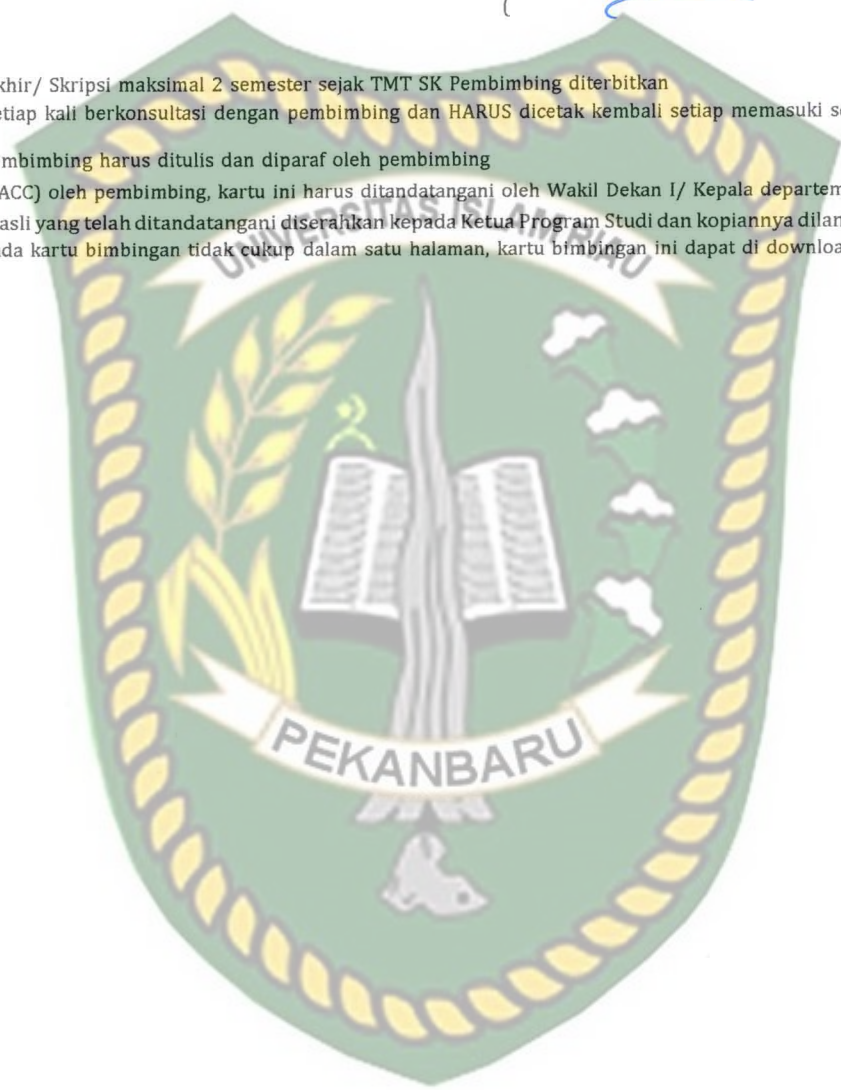 khir/ Skripsi maksimal 2 semester sejak TMT SK Pembimbing diterbitkan
etiap kali berkonsultasi dengan pembimbing dan HARUS dicetak kembali setiap memasuki s
mbimbing harus ditulis dan diparaf oleh pembimbing
ACC) oleh pembimbing, kartu ini harus ditandatangani oleh Wakil Dekan I/ Kepala departem
asli yang telah ditandatangani diserahkan kepada Ketua Program Studi dan kopiannya dilan
da kartu bimbingan tidak cukup dalam satu halaman, kartu bimbingan ini dapat di downloa
UNIVERSITAS ISLAM RIAU
PEKANBARU